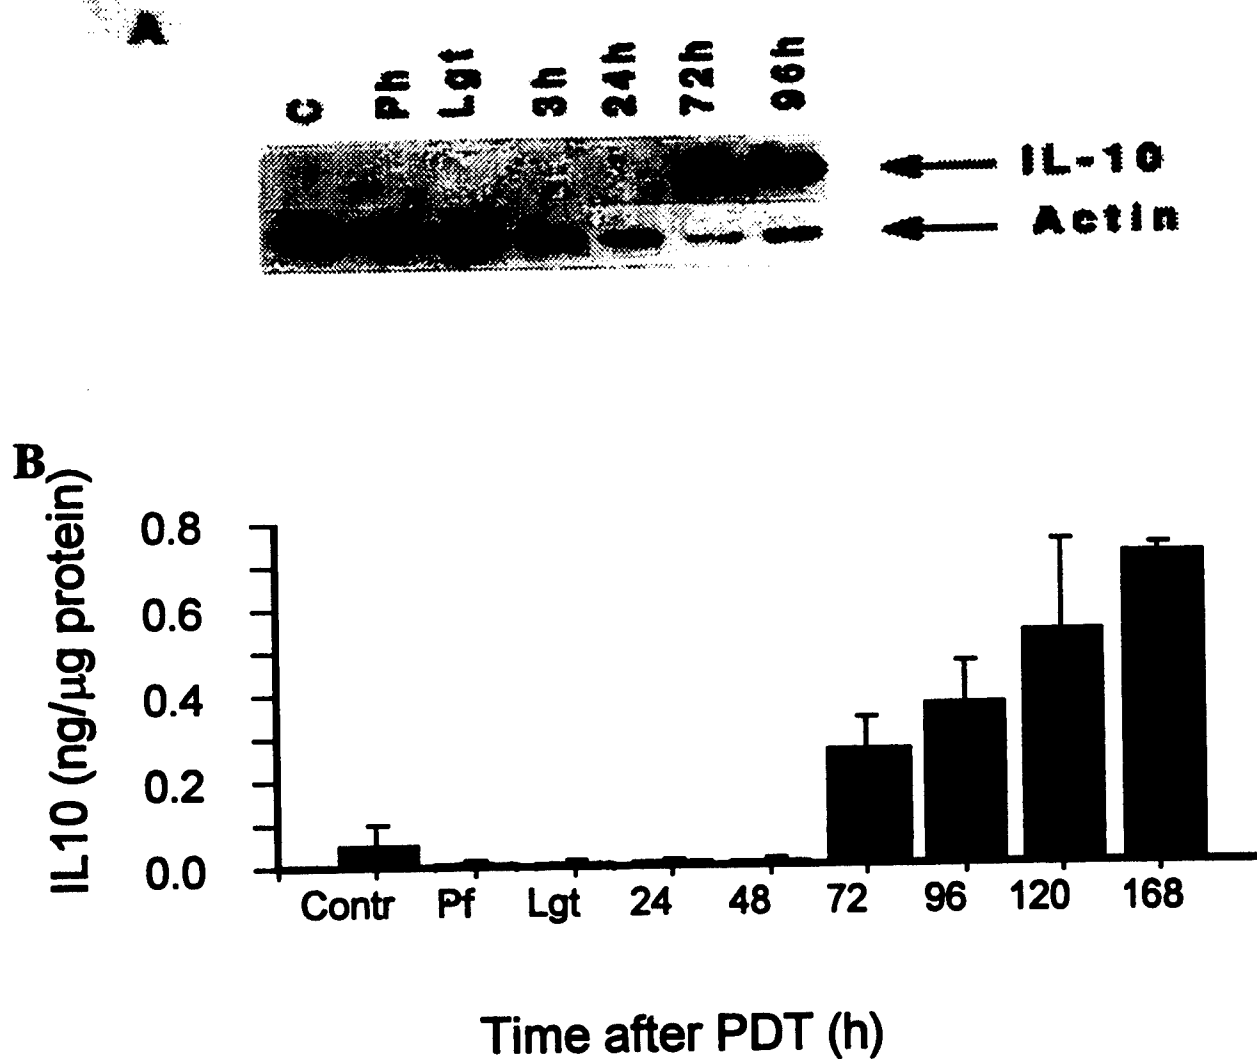 A
C Ph Lgt 3h 24h 72h 96h
IL-10
Actin
B
IL10 (ng/µg protein)
0.8
0.6
0.4
0.2
0.0
Contr Pf Lgt 24 48 72 96 120 168
Time after PDT (h)